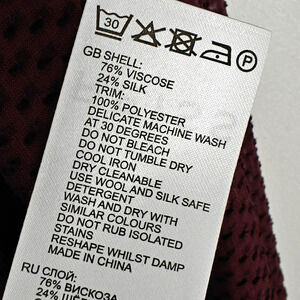 30
P
GB SHELL:
76% VISCOSE
24% SILK
TRIM:
100% POLYESTER
DELICATE MACHINE WASH
AT 30 DEGREES
DO NOT BLEACH
DO NOT TUMBLE DRY
COOL IRON
DRY CLEANABLE
USE WOOL AND SILK SAFE
DETERGENT
WASH AND DRY WITH
SIMILAR COLOURS
DO NOT RUB ISOLATED
STAINS
RESHAPE WHILST DAMP
MADE IN CHINA
RU СЛОЙ:
76% ВИСКОЗА